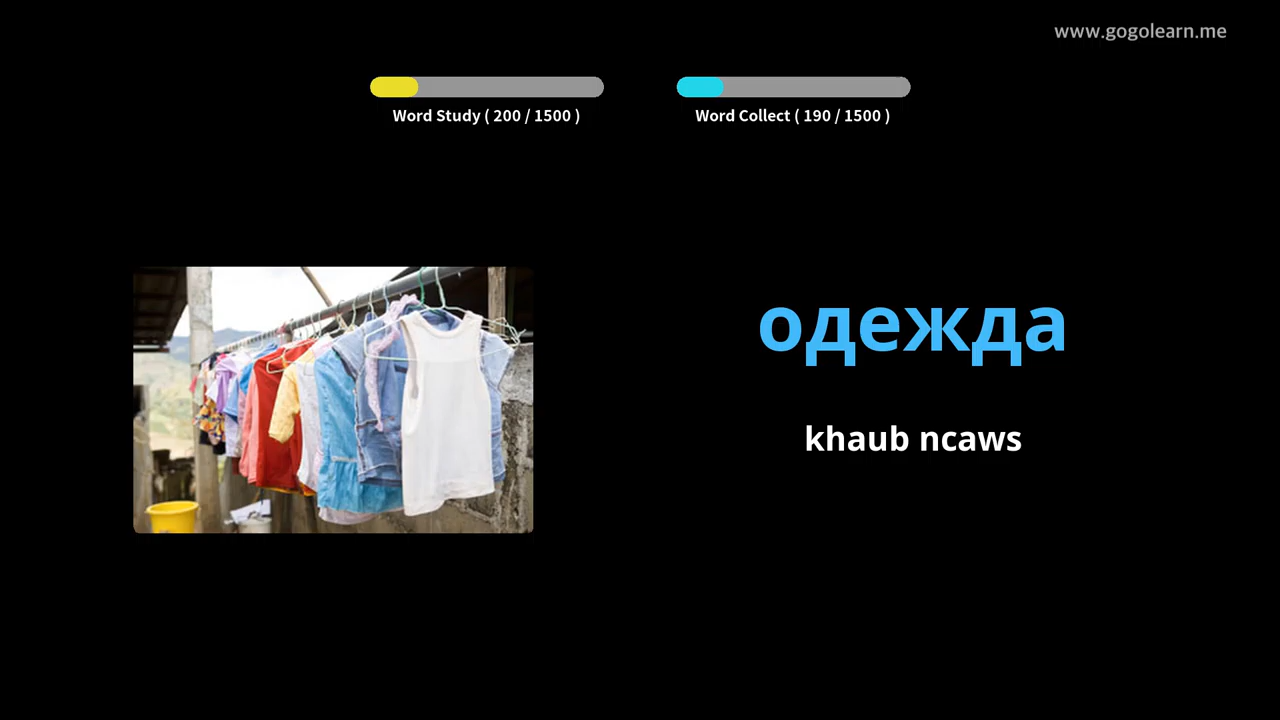 www.gogolearn.me
Word Study ( 200 / 1500 )
Word Collect ( 190 / 1500 )
одежда
khaub ncaws